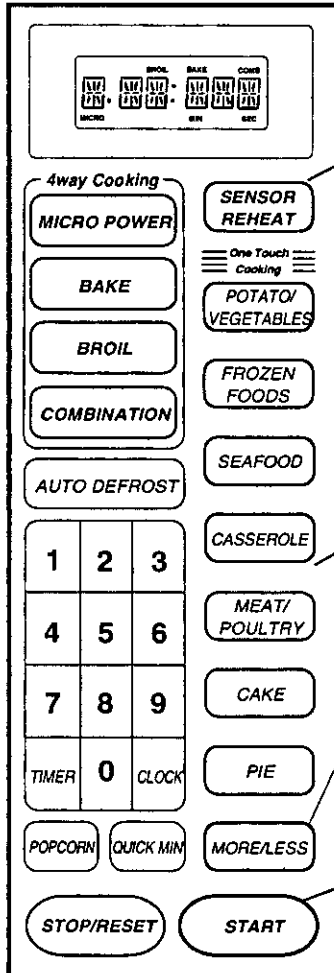 BROIL BAKE COMB
MICRO MIN SEC
4way Cooking
MICRO POWER
BAKE
BROIL
COMBINATION
AUTO DEFROST
1 2 3
4 5 6
7 8 9
TIMER 0 CLOCK
POPCORN QUICK MIN
STOP/RESET
SENSOR
REHEAT
One Touch
Cooking
POTATO/
VEGETABLES
FROZEN
FOODS
SEAFOOD
CASSEROLE
MEAT/
POULTRY
CAKE
PIE
MORE/LESS
START